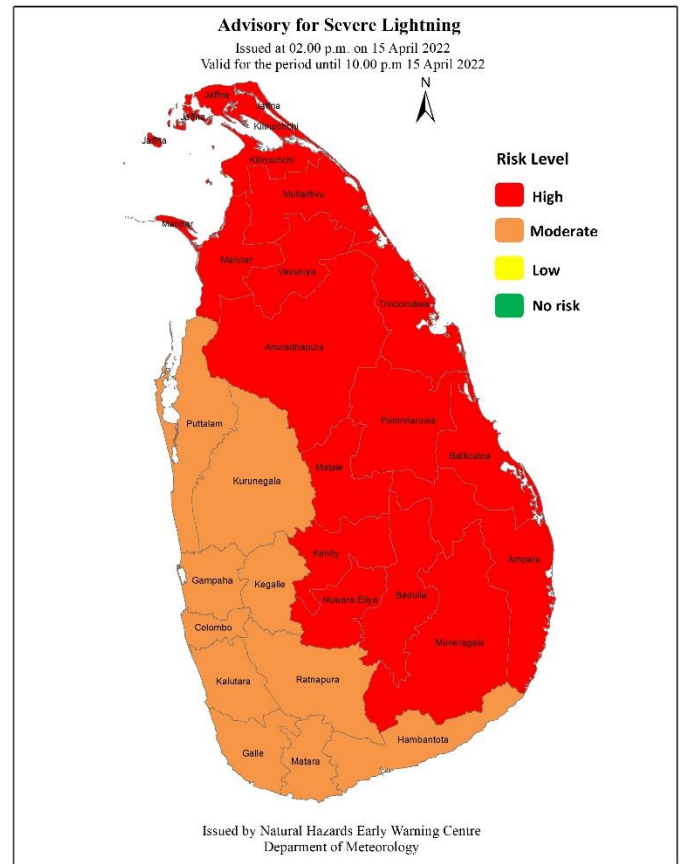 Advisory for Severe Lightning
Issued at 02.00 p.m. on 15 April 2022
Valid for the period until 10.00 p.m 15 April 2022
N
Jaffna
Jaffna
Jaffna
Kilinochchi
Jaffna
Kilinochchi
Risk Level
High
Moderate
Low
No risk
Mullaittivu
Mannar
Mannar
Vavuniya
Trincomalee
Anuradhapura
Puttalam
Polonnaruwa
Kurunegala
Matale
Batticaloa
Kandy
Ampara
Gampaha
Kegalle
Nuwara Eliya
Badulla
Colombo
Moneragala
Kalutara
Ratnapura
Hambantota
Galle
Matara
Issued by Natural Hazards Early Warning Centre
Deparment of Meteorology